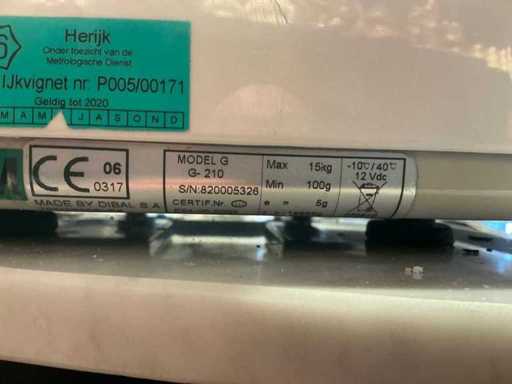 6
Herijk
Onder toezicht van de
Metrologische Dienst
IJkvignet nr: P005/00171
Geldig tot 2020
M A M J A S O N D
M
CE 06
0317
MADE BY DIBAL S.A
MODEL G
G-210
S/N:820005326
CERTIF.Nr
Max 15kg
Min 100g
e = 5g
-10°C/40°C
12 Vdc